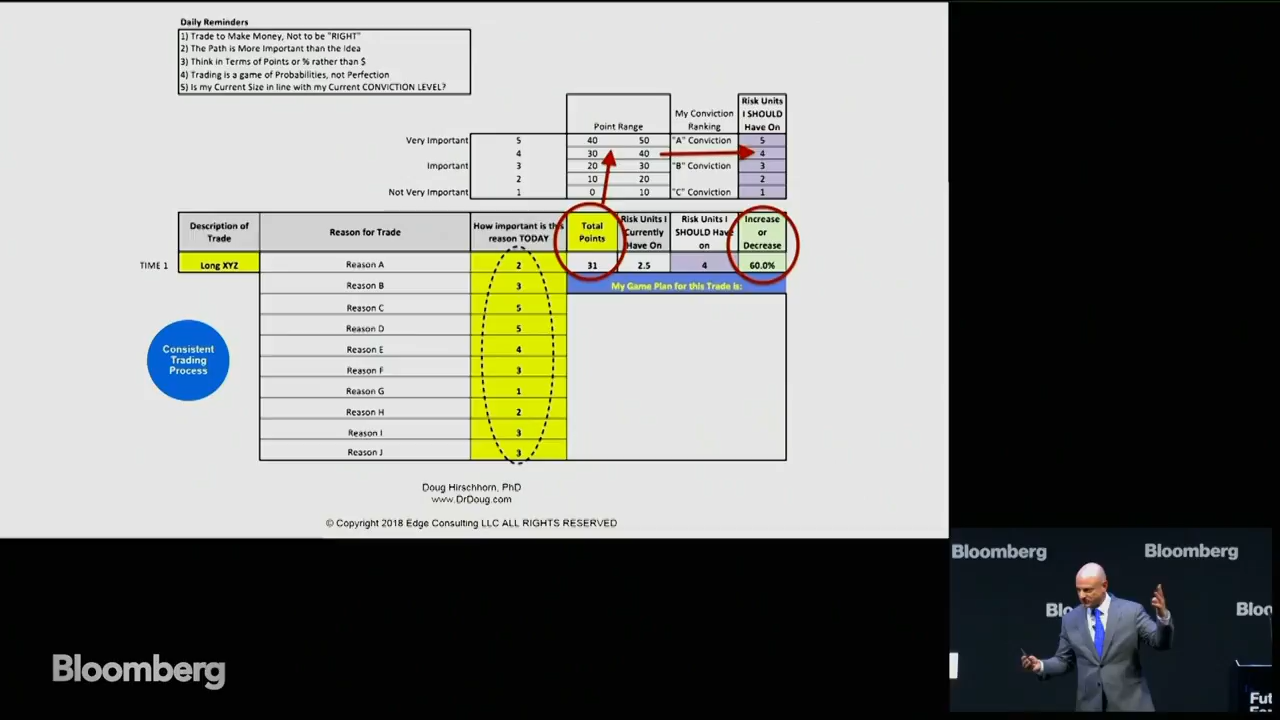 Daily Reminders
1) Trade to Make Money, Not to be "RIGHT"
2) The Path is More Important than the Idea
3) Think in Terms of Points or % rather than $
4) Trading is a game of Probabilities, not Perfection
5) Is my Current Size in line with my Current CONVICTION LEVEL?
Point Range
My Conviction Ranking
Risk Units I SHOULD Have On
Very Important 5 40 50 "A" Conviction 5
4 30 40 4
Important 3 20 30 "B" Conviction 3
2 10 20 2
Not Very Important 1 0 10 "C" Conviction 1
Description of Trade
Reason for Trade
How important is this reason TODAY
Total Points
Risk Units I Currently Have On
Risk Units I SHOULD Have on
Increase or Decrease
TIME 1 Long XYZ Reason A 2 31 2.5 4 60.0%
Reason B 3 My Game Plan for this Trade is:
Reason C 5
Reason D 5
Reason E 4
Reason F 3
Reason G 1
Reason H 2
Reason I 3
Reason J 3
Consistent
Trading
Process
Doug Hirschhorn, PhD
www.DrDoug.com
© Copyright 2018 Edge Consulting LLC ALL RIGHTS RESERVED
Bloomberg Bloomberg
Blo Bloo
Bloomberg
Fut